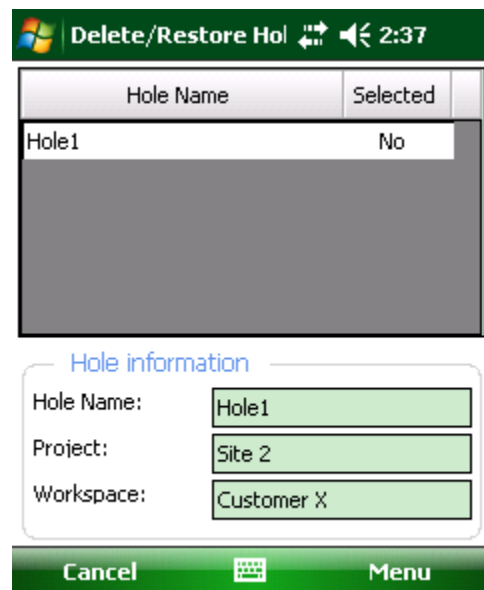 Delete/Restore Hol 2:37
Hole Name Selected
Hole1 No
Hole information
Hole Name: Hole1
Project: Site 2
Workspace: Customer X
Cancel Menu